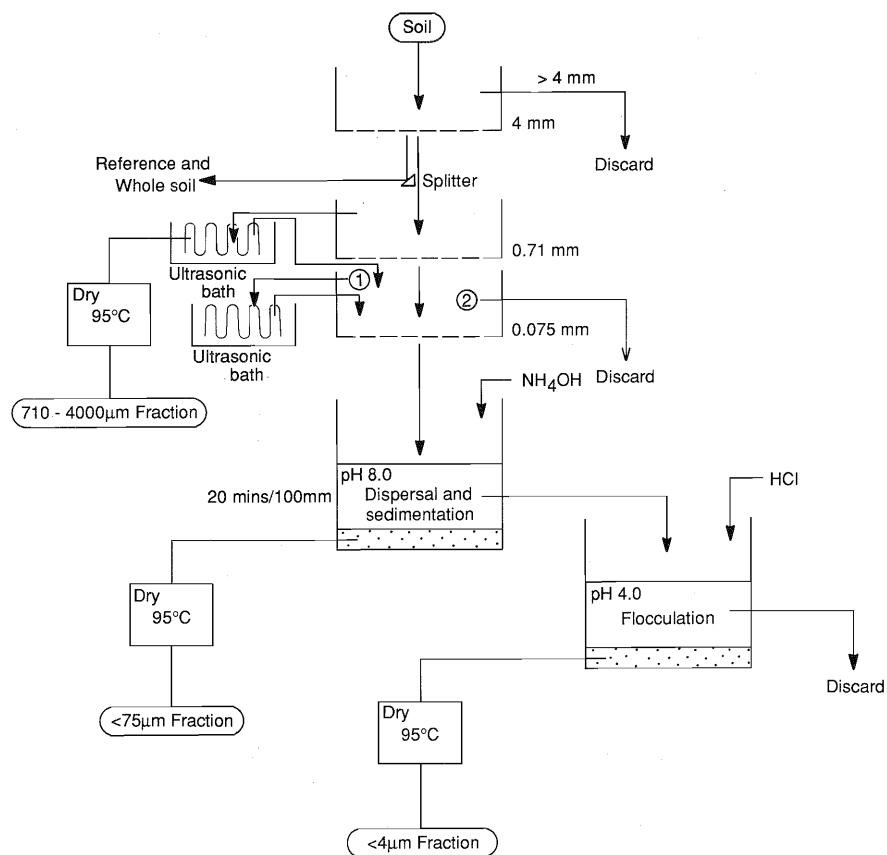 Soil
> 4 mm
4 mm
Discard
Reference and
Whole soil
Splitter
0.71 mm
Ultrasonic
bath
1
2
Dry
95°C
0.075 mm
Ultrasonic
bath
Discard
NH₄OH
710 - 4000µm Fraction
pH 8.0
20 mins/100mm
Dispersal and
sedimentation
HCl
Dry
95°C
pH 4.0
Flocculation
Discard
<75µm Fraction
Dry
95°C
<4µm Fraction